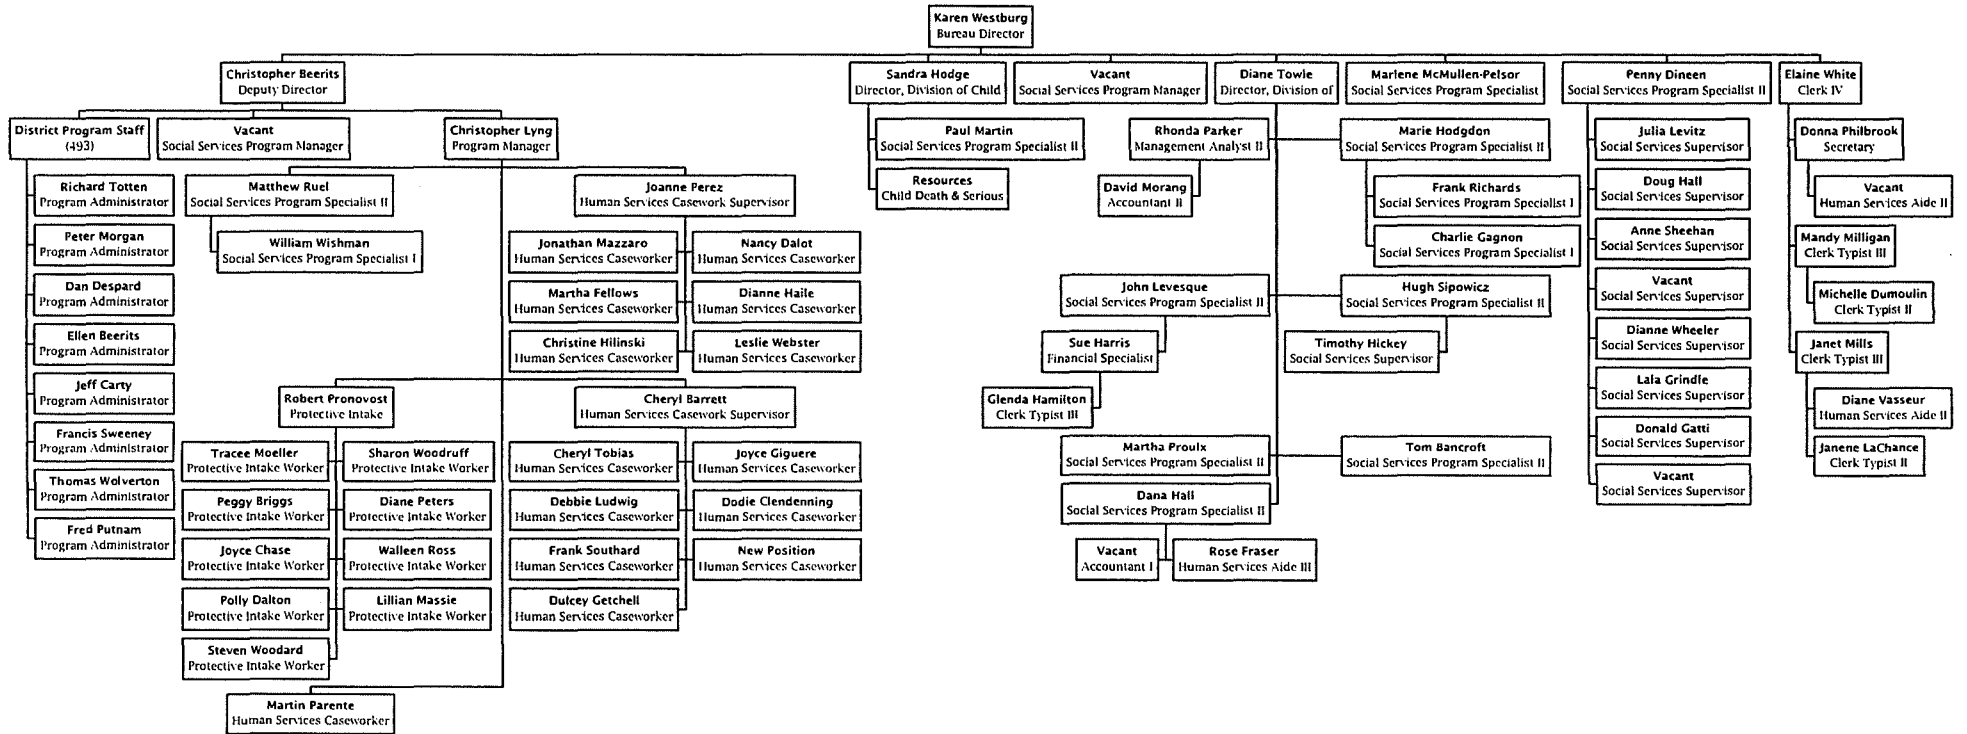 Karen Westburg
Bureau Director
Christopher Beerits
Deputy Director
Sandra Hodge
Director, Division of Child
Vacant
Social Services Program Manager
Diane Towle
Director, Division of
Marlene McMullen-Pelsor
Social Services Program Specialist
Penny Dineen
Social Services Program Specialist II
Elaine White
Clerk IV
District Program Staff
(493)
Vacant
Social Services Program Manager
Christopher Lyng
Program Manager
Richard Totten
Program Administrator
Peter Morgan
Program Administrator
Dan Despard
Program Administrator
Ellen Beerits
Program Administrator
Jeff Carty
Program Administrator
Francis Sweeney
Program Administrator
Thomas Wolverton
Program Administrator
Fred Putnam
Program Administrator
Matthew Ruel
Social Services Program Specialist II
William Wishman
Social Services Program Specialist I
Joanne Perez
Human Services Casework Supervisor
Jonathan Mazzaro
Human Services Caseworker
Nancy Dalot
Human Services Caseworker
Martha Fellows
Human Services Caseworker
Dianne Haile
Human Services Caseworker
Christine Hilinski
Human Services Caseworker
Leslie Webster
Human Services Caseworker
Robert Pronovost
Protective Intake
Tracee Moeller
Protective Intake Worker
Sharon Woodruff
Protective Intake Worker
Peggy Briggs
Protective Intake Worker
Diane Peters
Protective Intake Worker
Joyce Chase
Protective Intake Worker
Walleen Ross
Protective Intake Worker
Polly Dalton
Protective Intake Worker
Lillian Massie
Protective Intake Worker
Steven Woodard
Protective Intake Worker
Cheryl Barrett
Human Services Casework Supervisor
Cheryl Tobias
Human Services Caseworker
Joyce Giguere
Human Services Caseworker
Debbie Ludwig
Human Services Caseworker
Dodie Clendenning
Human Services Caseworker
Frank Southard
Human Services Caseworker
New Position
Human Services Caseworker
Dulcey Getchell
Human Services Caseworker
Martin Parente
Human Services Caseworker
Paul Martin
Social Services Program Specialist II
Resources
Child Death & Serious
Rhonda Parker
Management Analyst II
David Morang
Accountant II
Marie Hodgdon
Social Services Program Specialist II
Frank Richards
Social Services Program Specialist I
Charlie Gagnon
Social Services Program Specialist I
John Levesque
Social Services Program Specialist II
Sue Harris
Financial Specialist
Glenda Hamilton
Clerk Typist III
Hugh Sipowicz
Social Services Program Specialist II
Timothy Hickey
Social Services Supervisor
Martha Proulx
Social Services Program Specialist II
Tom Bancroft
Social Services Program Specialist II
Dana Hall
Social Services Program Specialist II
Vacant
Accountant I
Rose Fraser
Human Services Aide III
Julia Levitz
Social Services Supervisor
Doug Hall
Social Services Supervisor
Anne Sheehan
Social Services Supervisor
Vacant
Social Services Supervisor
Dianne Wheeler
Social Services Supervisor
Lala Grindle
Social Services Supervisor
Donald Gatti
Social Services Supervisor
Vacant
Social Services Supervisor
Donna Philbrook
Secretary
Vacant
Human Services Aide II
Mandy Milligan
Clerk Typist III
Michelle Dumoulin
Clerk Typist II
Janet Mills
Clerk Typist III
Diane Vasseur
Human Services Aide II
Janene LaChance
Clerk Typist II